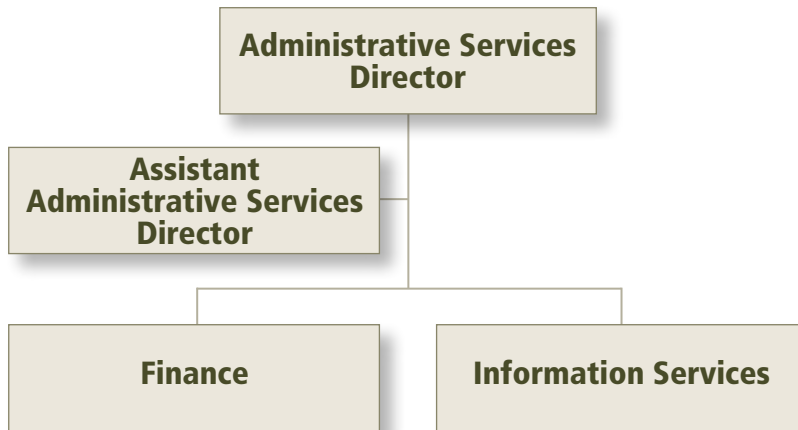 Administrative Services
Director
Assistant
Administrative Services
Director
Finance
Information Services